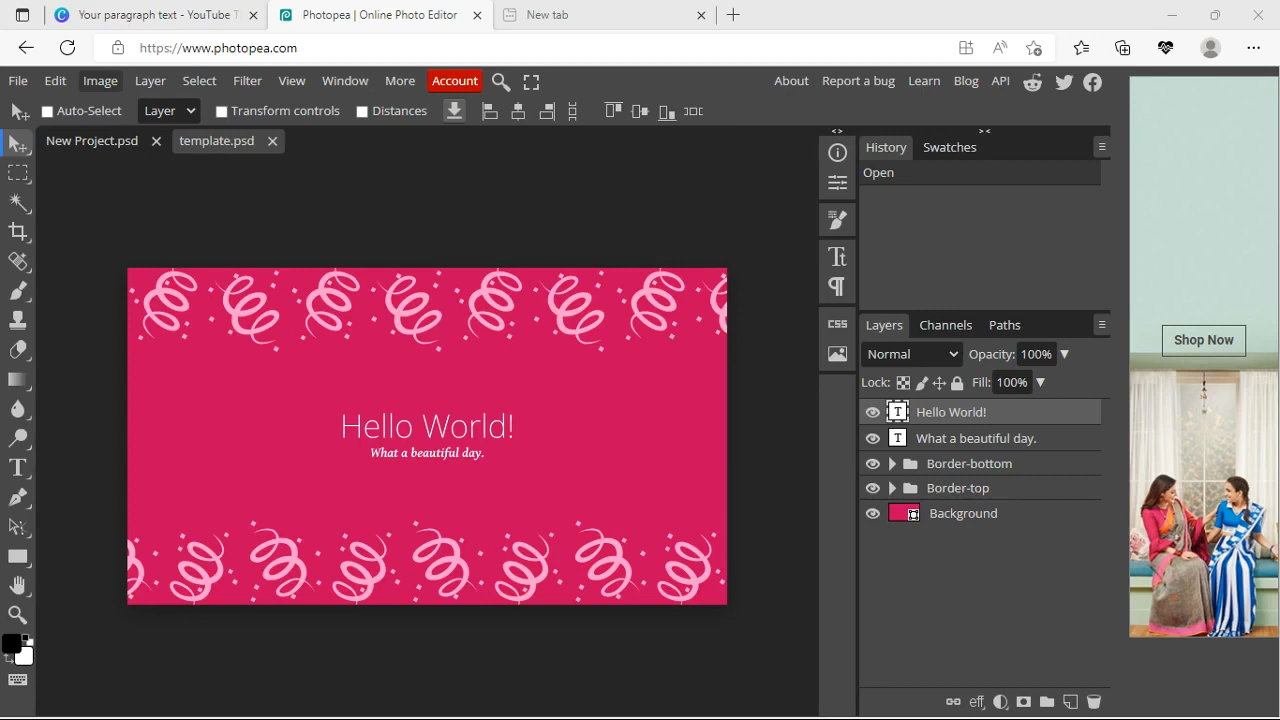 Your paragraph text - YouTube T
Photopea | Online Photo Editor
New tab
https://www.photopea.com
File Edit Image Layer Select Filter View Window More Account
About Report a bug Learn Blog API
Auto-Select Layer Transform controls Distances
New Project.psd template.psd
History Swatches
Open
Hello World!
What a beautiful day.
CSS
Layers Channels Paths
Normal Opacity: 100%
Lock: Fill: 100%
Hello World!
What a beautiful day.
Border-bottom
Border-top
Background
eff
Shop Now